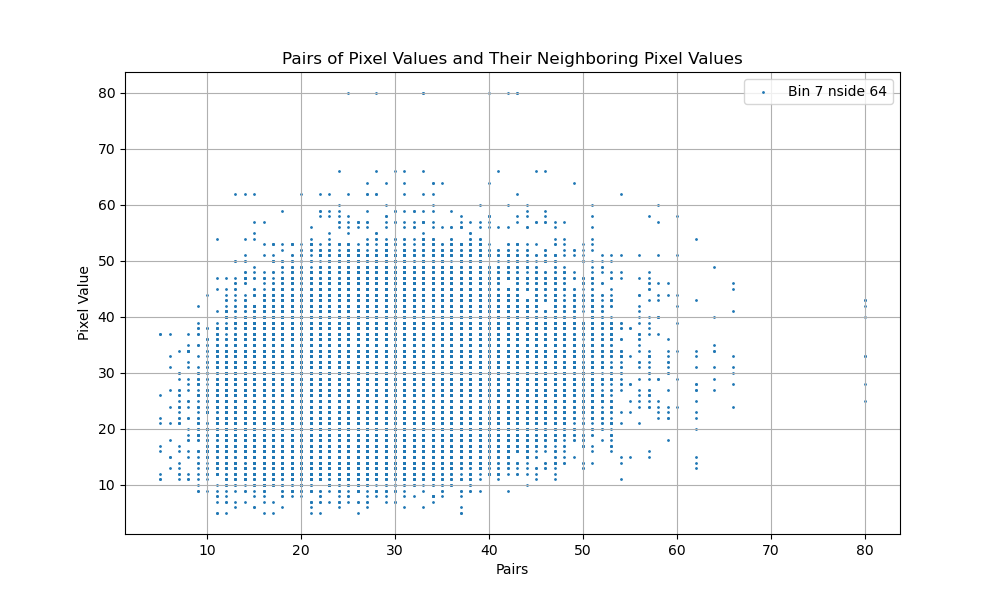 Pairs of Pixel Values and Their Neighboring Pixel Values
Bin 7 nside 64
80
70
60
50
40
30
20
10
Pixel Value
10 20 30 40 50 60 70 80
Pairs